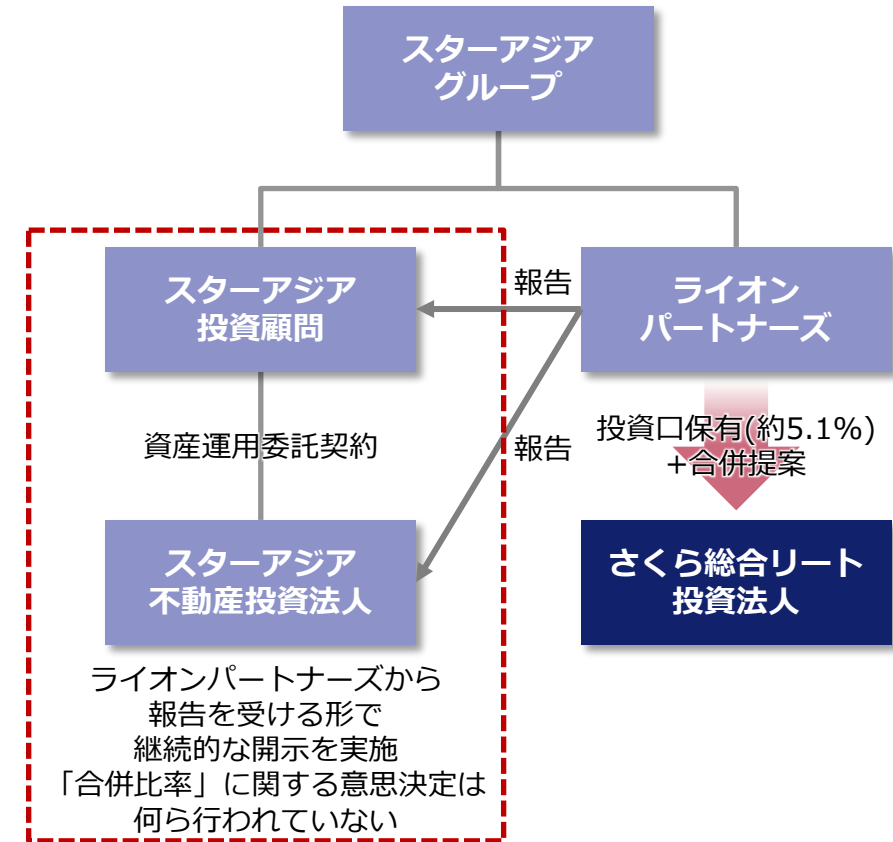 スターアジア
グループ
スターアジア
投資顧問
報告
ライオン
パートナーズ
資産運用委託契約
報告
投資口保有(約5.1%)
+合併提案
スターアジア
不動産投資法人
さくら総合リート
投資法人
ライオンパートナーズから
報告を受ける形で
継続的な開示を実施
「合併比率」に関する意思決定は
何ら行われていない